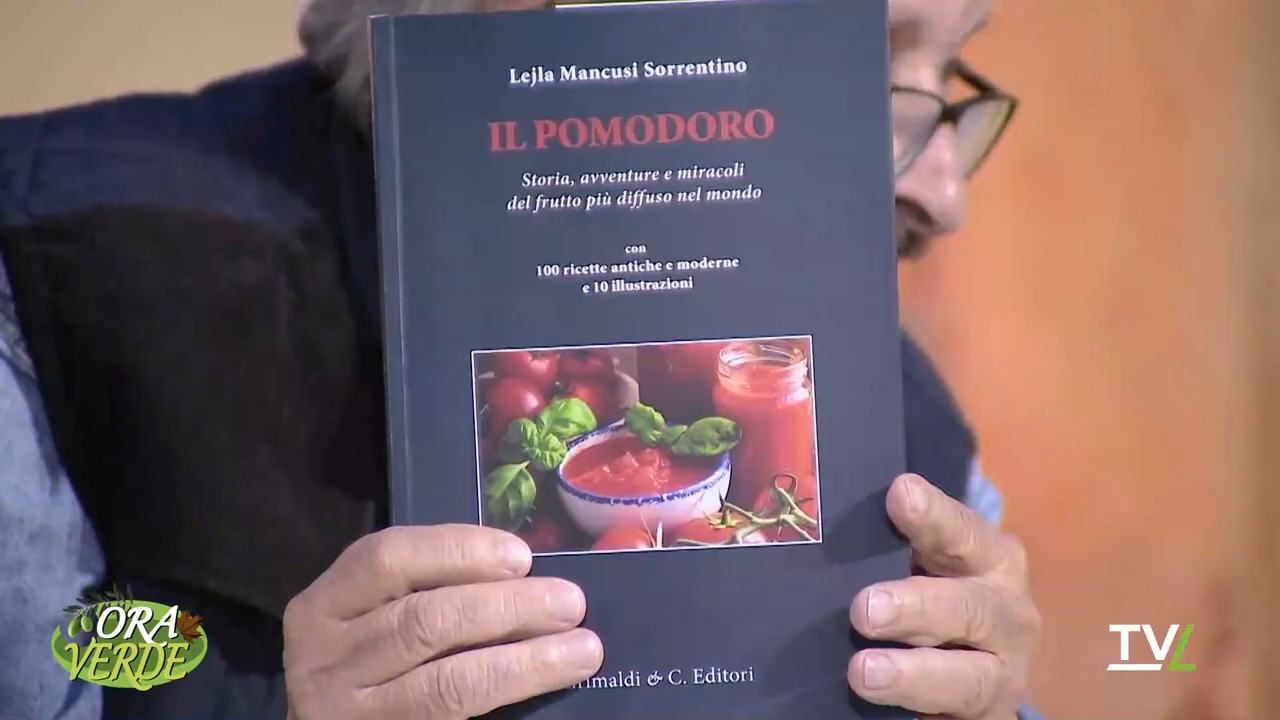 Lejla Mancusi Sorrentino
IL POMODORO
Storia, avventure e miracoli
del frutto più diffuso nel mondo
con
100 ricette antiche e moderne
e 10 illustrazioni
& C. Editori
ORA
VERDE
TVL